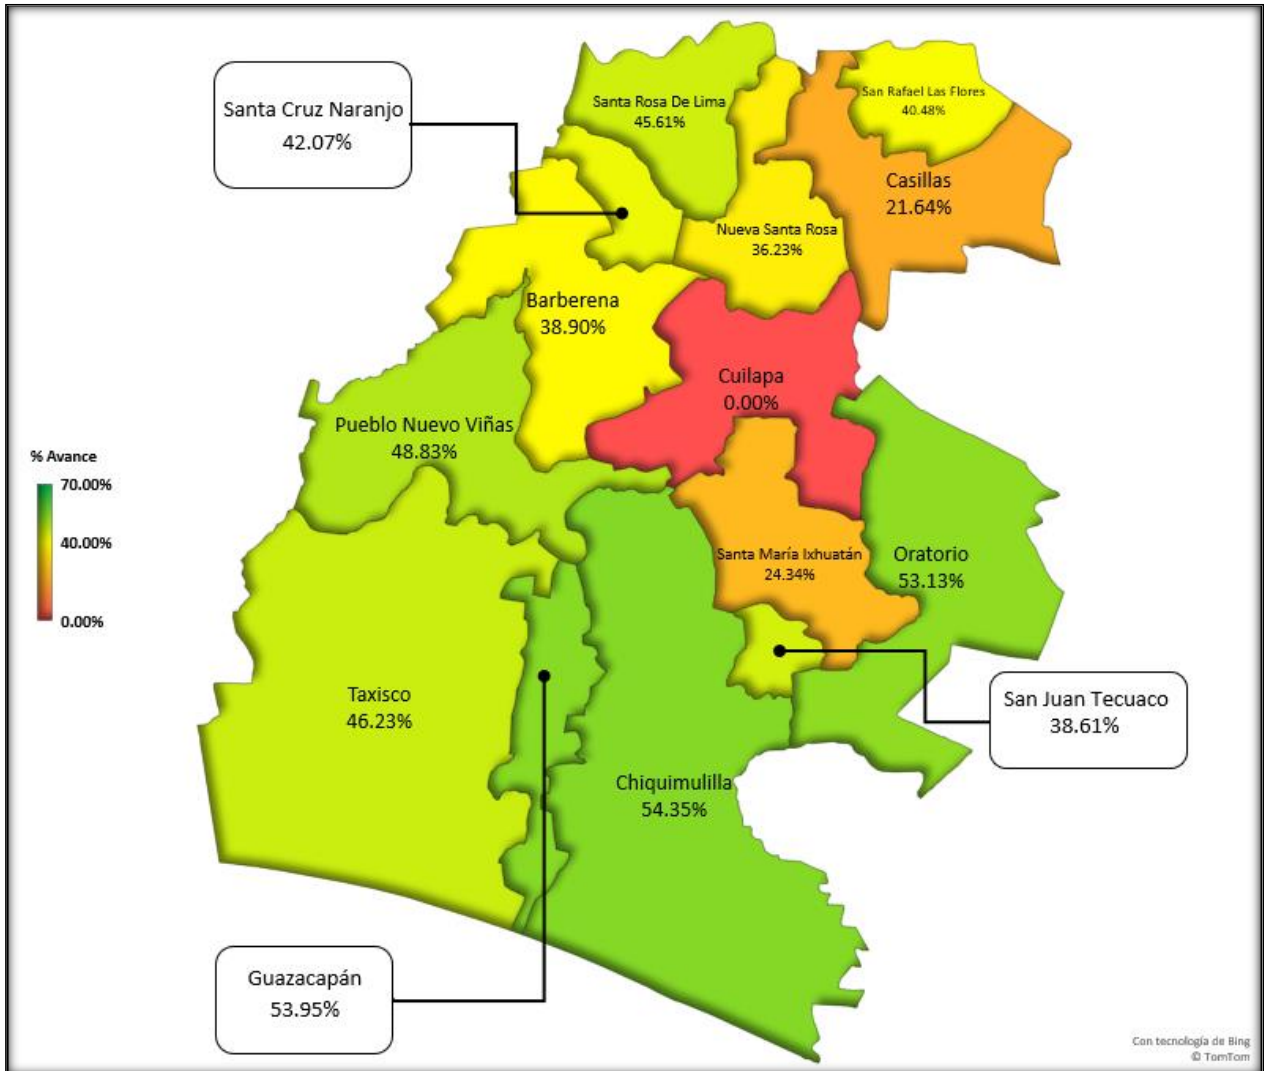 Santa Cruz Naranjo
42.07%
Santa Rosa De Lima
45.61%
San Rafael Las Flores
40.48%
Casillas
21.64%
Nueva Santa Rosa
36.23%
Barberena
38.90%
Cuilapa
0.00%
Pueblo Nuevo Viñas
48.83%
% Avance
70.00%
40.00%
0.00%
Santa María Ixhuatán
24.34%
Oratorio
53.13%
Taxisco
46.23%
San Juan Tecuaco
38.61%
Chiquimulilla
54.35%
Guazacapán
53.95%
Con tecnología de Bing
© TomTom